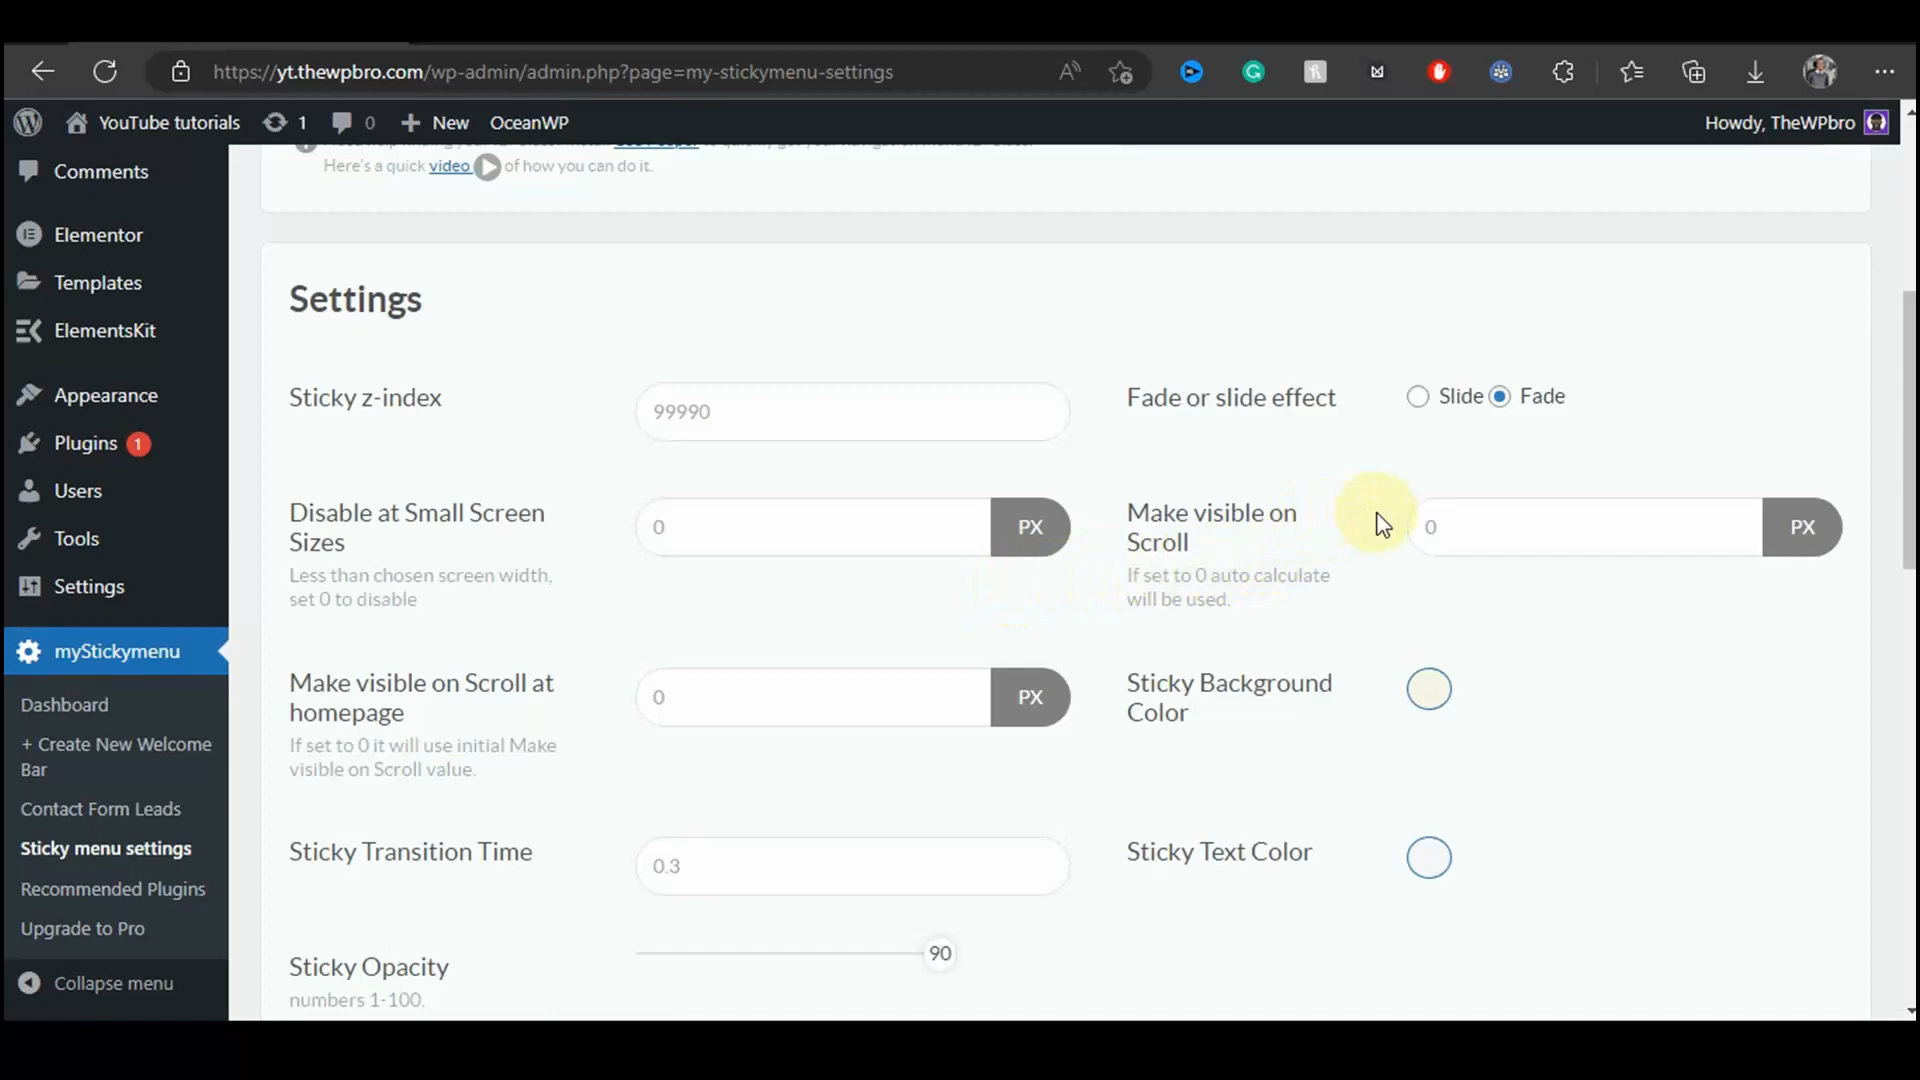 https://yt.thewpbro.com/wp-admin/admin.php?page=my-stickymenu-settings
YouTube tutorials 1 0 New OceanWP Howdy, TheWPbro
Comments
Elementor
Templates
ElementsKit
Appearance
Plugins 1
Users
Tools
Settings
myStickymenu
Dashboard
+ Create New Welcome
Bar
Contact Form Leads
Sticky menu settings
Recommended Plugins
Upgrade to Pro
Collapse menu
Here's a quick video of how you can do it.
Settings
Sticky z-index 99990
Fade or slide effect Slide Fade
Disable at Small Screen
Sizes
0 PX
Less than chosen screen width,
set 0 to disable
Make visible on
Scroll
0 PX
If set to 0 auto calculate
will be used.
Make visible on Scroll at
homepage
0 PX
If set to 0 it will use initial Make
visible on Scroll value.
Sticky Background
Color
Sticky Transition Time 0.3
Sticky Text Color
Sticky Opacity 90
numbers 1-100.